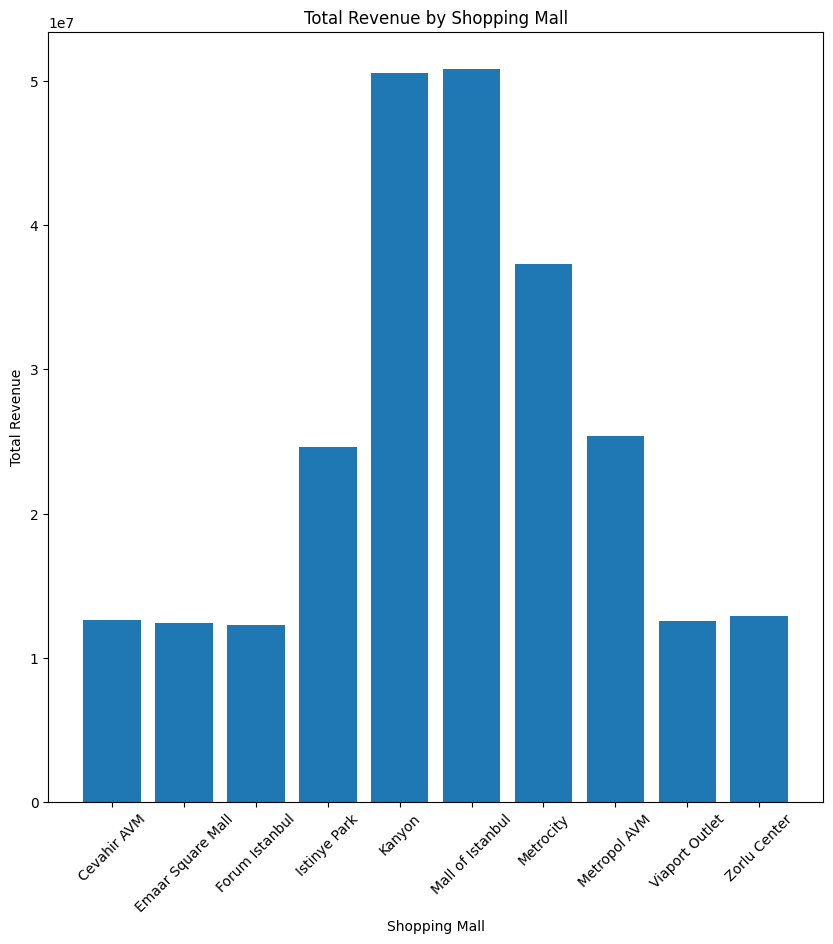 Total Revenue by Shopping Mall
1e7
5
4
3
2
1
0
Total Revenue
Cevahir AVM
Emaar Square Mall
Forum Istanbul
Istinye Park
Kanyon
Mall of Istanbul
Metrocity
Metropol AVM
Viaport Outlet
Zorlu Center
Shopping Mall